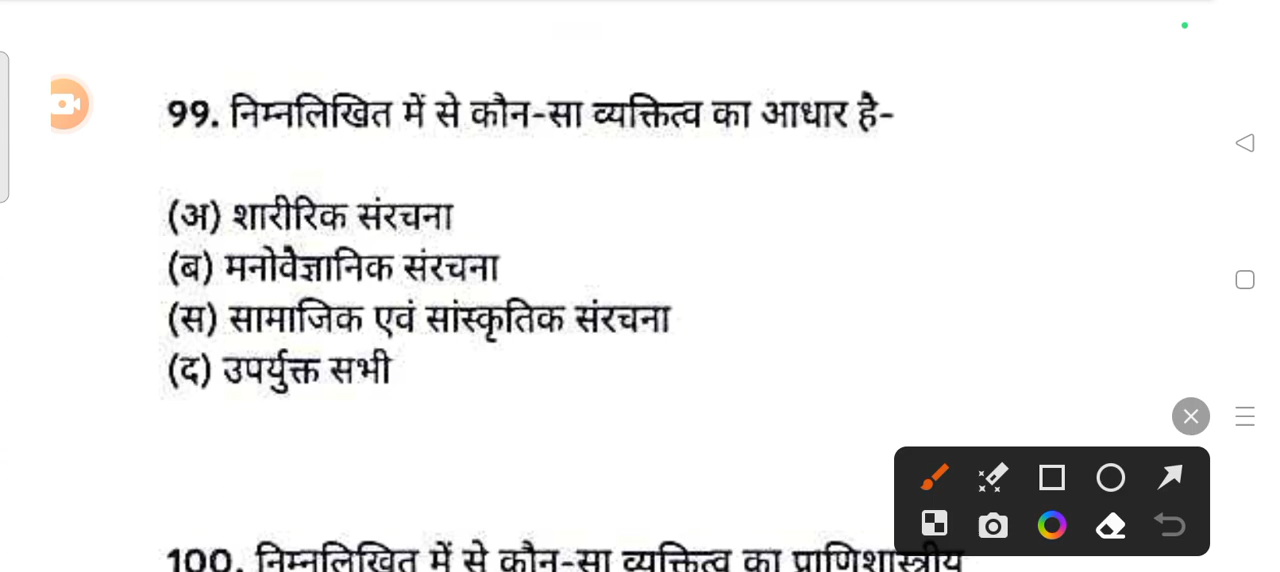 99. निम्नलिखित में से कौन-सा व्यक्तित्व का आधार है-
(अ) शारीरिक संरचना
(ब) मनोवैज्ञानिक संरचना
(स) सामाजिक एवं सांस्कृतिक संरचना
(द) उपर्युक्त सभी
100. निम्नलिखित में से कौन-सा व्यक्तित्व का प्राणिशास्त्रीय